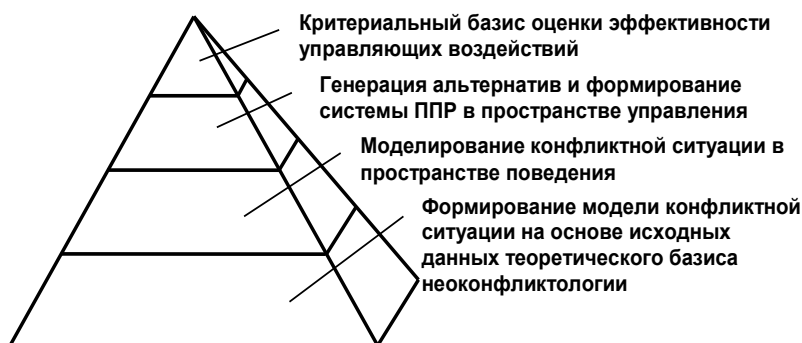 Критериальный базис оценки эффективности
управляющих воздействий
Генерация альтернатив и формирование
системы ППР в пространстве управления
Моделирование конфликтной ситуации в
пространстве поведения
Формирование модели конфликтной
ситуации на основе исходных
данных теоретического базиса
неоконфликтологии